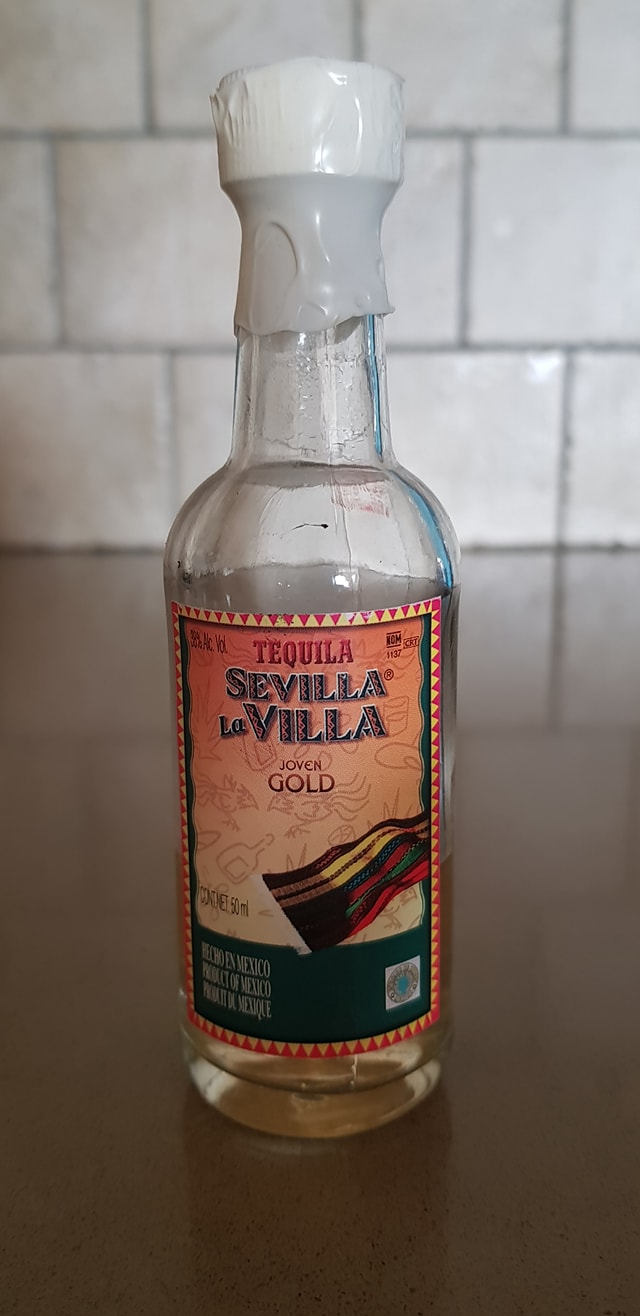 38% Alc. Vol.
NOM
1137
CRT
TEQUILA
SEVILLA®
La VILLA
JOVEN
GOLD
CONT. NET. 50 ml
HECHO EN MEXICO
PRODUCT OF MEXICO
PRODUIT DU MEXIQUE